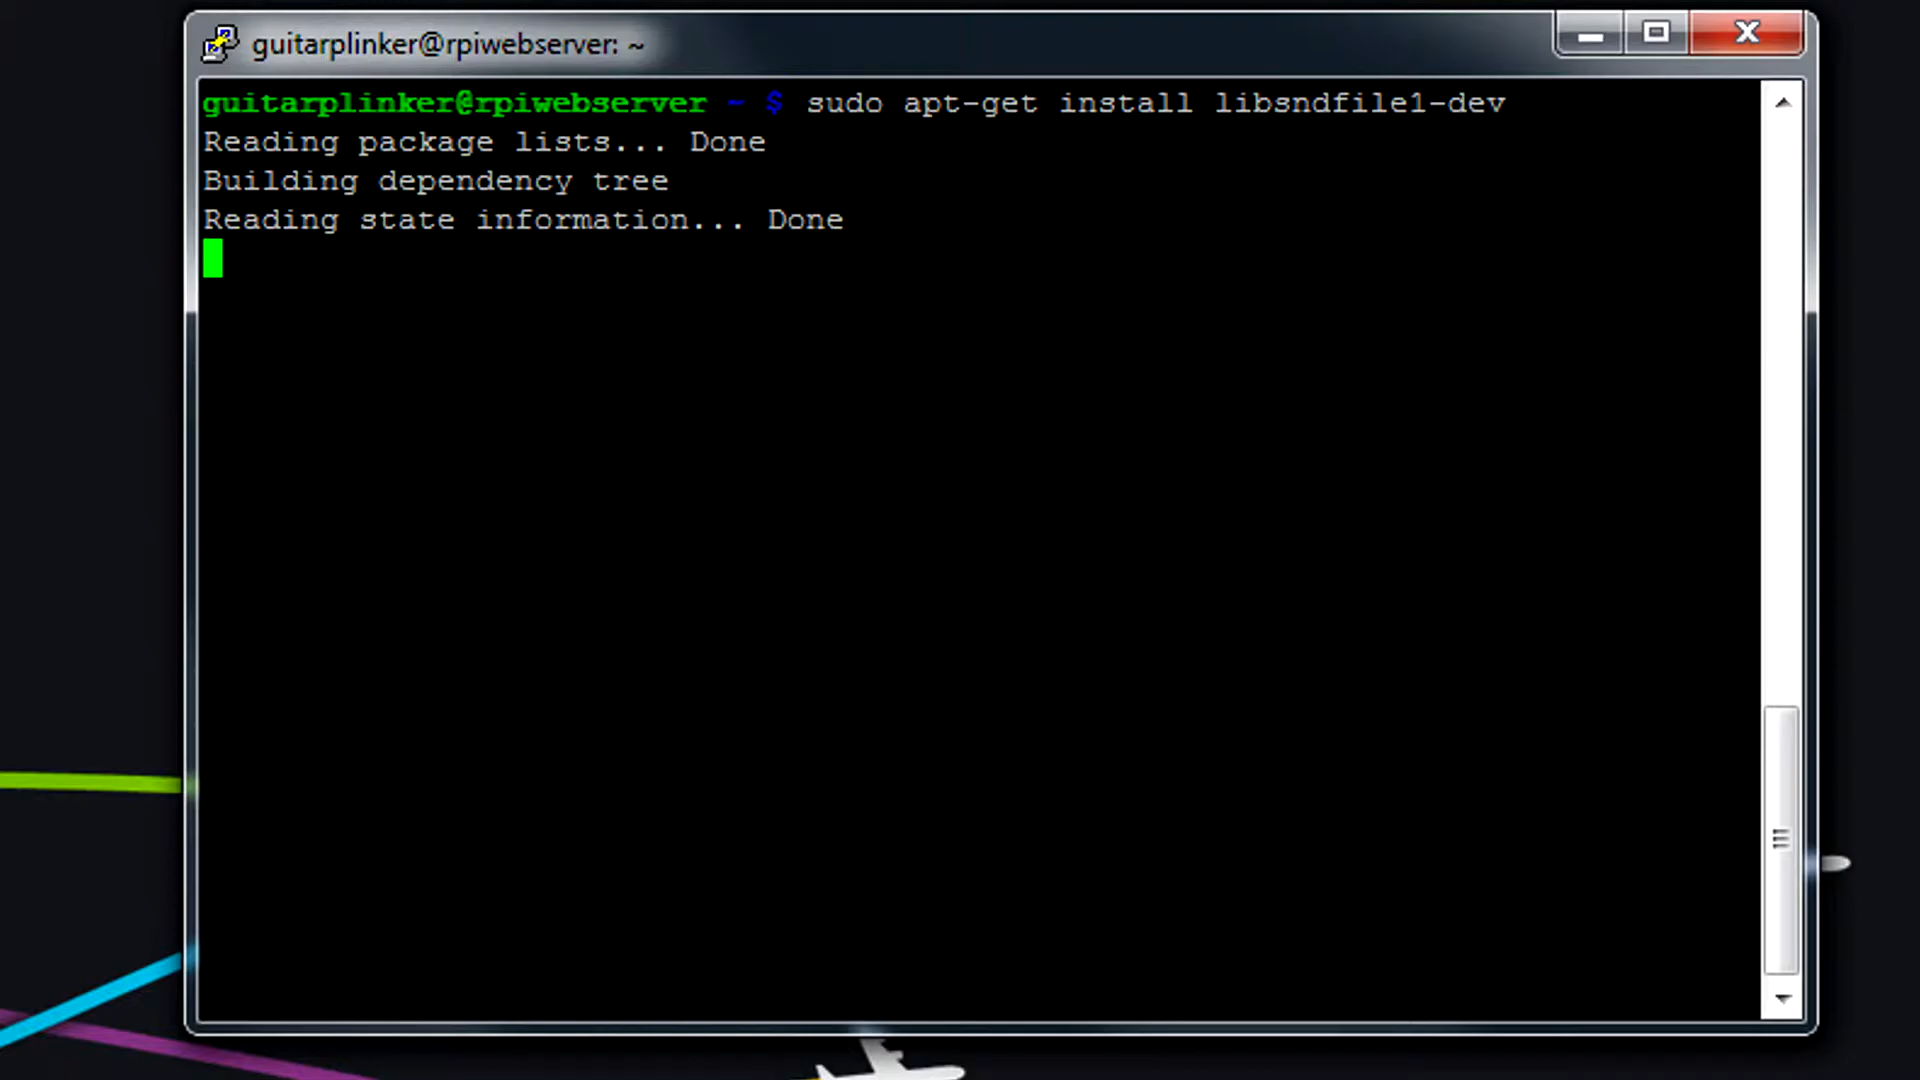 guitarplinker@rpiwebserver: ~
guitarplinker@rpiwebserver ~ $ sudo apt-get install libsndfile1-dev
Reading package lists... Done
Building dependency tree
Reading state information... Done